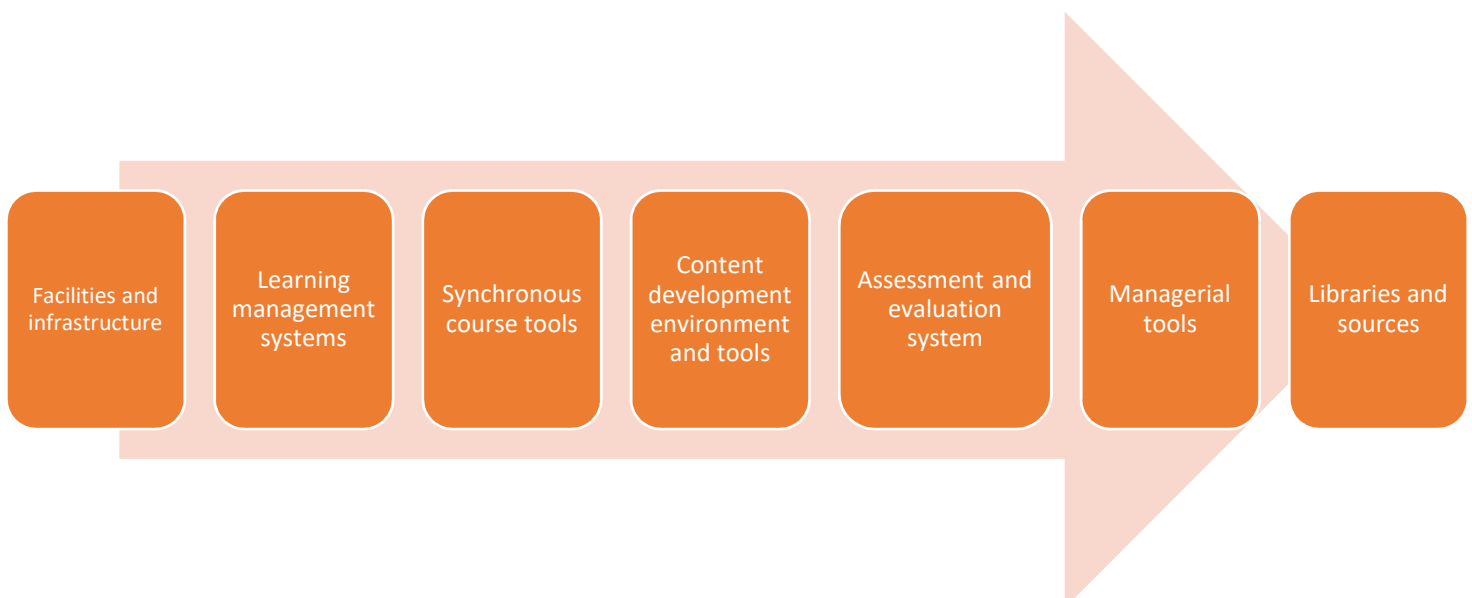 Facilities and
infrastructure
Learning
management
systems
Synchronous
course tools
Content
development
environment
and tools
Assessment and
evaluation
system
Managerial
tools
Libraries and
sources